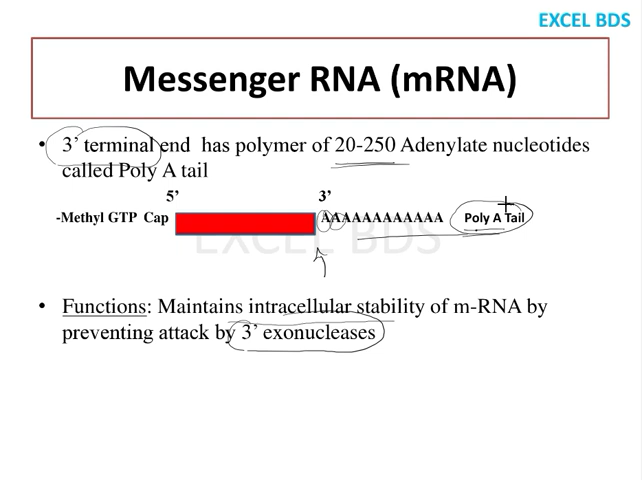 EXCEL BDS
Messenger RNA (mRNA)
• 3’ terminal end has polymer of 20-250 Adenylate nucleotides
called Poly A tail
5’ 3’
-Methyl GTP Cap AAAAAAAAAAAA Poly A Tail
EXCEL BDS
• Functions: Maintains intracellular stability of m-RNA by
preventing attack by 3’ exonucleases